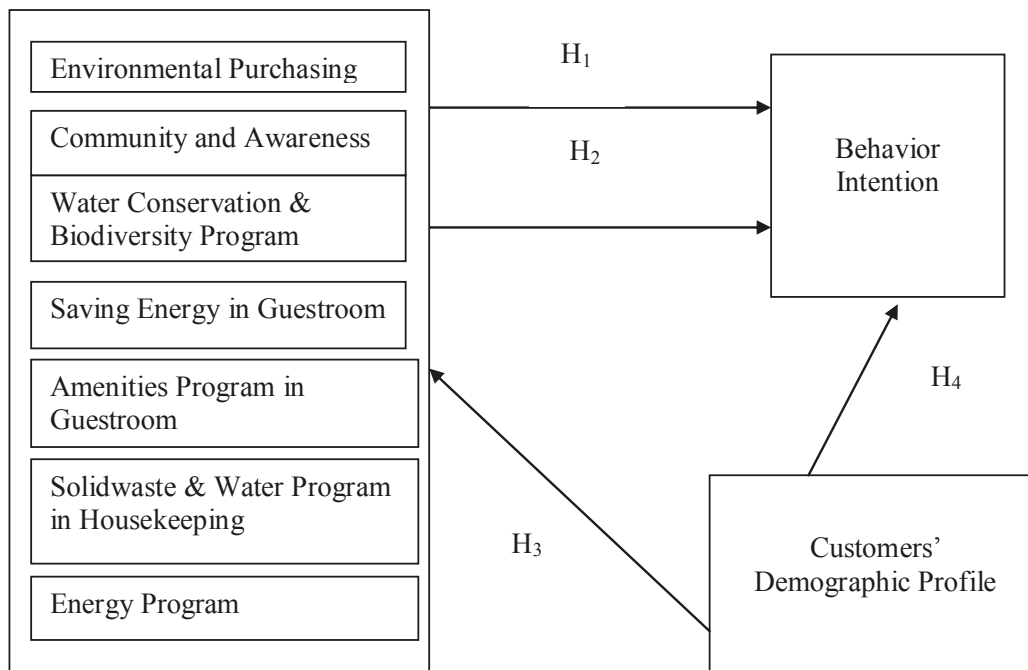 Environmental Purchasing
Community and Awareness
Water Conservation &
Biodiversity Program
Saving Energy in Guestroom
Amenities Program in
Guestroom
Solidwaste & Water Program
in Housekeeping
Energy Program
H₁
H₂
Behavior
Intention
H₃
H₄
Customers’
Demographic Profile